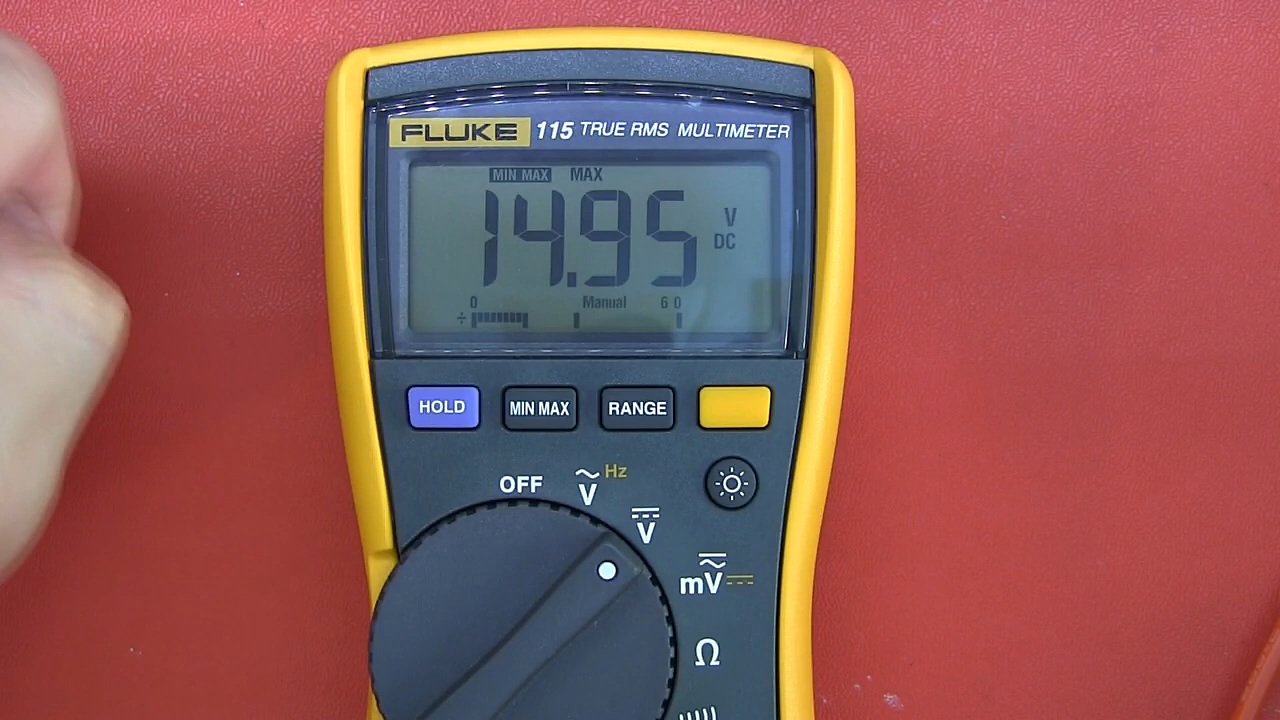 FLUKE 115 TRUE RMS MULTIMETER
MIN MAX MAX
14.95 V DC
0 Manual 60
HOLD MIN MAX RANGE
OFF V Hz
V
mV
Ω